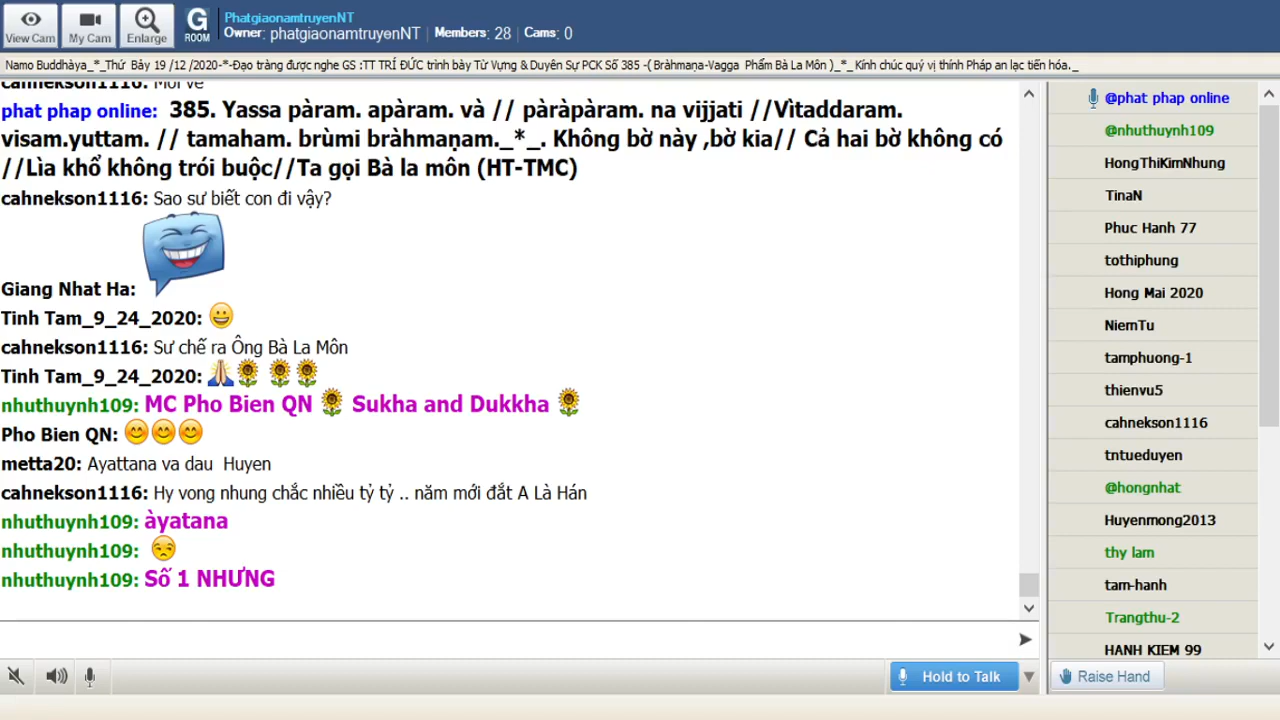 View Cam
My Cam
Enlarge
G
ROOM
PhatgiaonamtruyenNT
Owner: phatgiaonamtruyenNT | Members: 28 | Cams: 0
Namo Buddhàya_*_Thứ Bảy 19 /12 /2020-*-Đạo tràng được nghe GS :TT TRÍ ĐỨC trình bày Từ Vựng & Duyên Sự PCK Số 385 -( Bràhmaṇa-Vagga Phẩm Bà La Môn )_*_ Kính chúc quý vị thính Pháp an lạc tiến hóa._
phat phap online: 385. Yassa pàram. apàram. và // pàràpàram. na vijjati //Vìtaddaram.
visam.yuttam. // tamaham. brùmi bràhmaṇam._*_. Không bờ này ,bờ kia// Cả hai bờ không có
//Lìa khổ không trói buộc//Ta gọi Bà la môn (HT-TMC)
cahnekson1116: Sao sư biết con đi vậy?
Giang Nhat Ha:
Tinh Tam_9_24_2020:
cahnekson1116: Sư chế ra Ông Bà La Môn
Tinh Tam_9_24_2020:
nhuthuynh109: MC Pho Bien QN Sukha and Dukkha
Pho Bien QN:
metta20: Ayattana va dau Huyen
cahnekson1116: Hy vong nhung chắc nhiều tỷ tỷ .. năm mới đắt A Là Hán
nhuthuynh109: àyatana
nhuthuynh109:
nhuthuynh109: Số 1 NHƯNG
@phat phap online
@nhuthuynh109
HongThiKimNhung
TinaN
Phuc Hanh 77
tothiphung
Hong Mai 2020
NiemTu
tamphuong-1
thienvu5
cahnekson1116
tntueduyen
@hongnhat
Huyenmong2013
thy lam
tam-hanh
Trangthu-2
HANH KIEM 99
Hold to Talk
Raise Hand